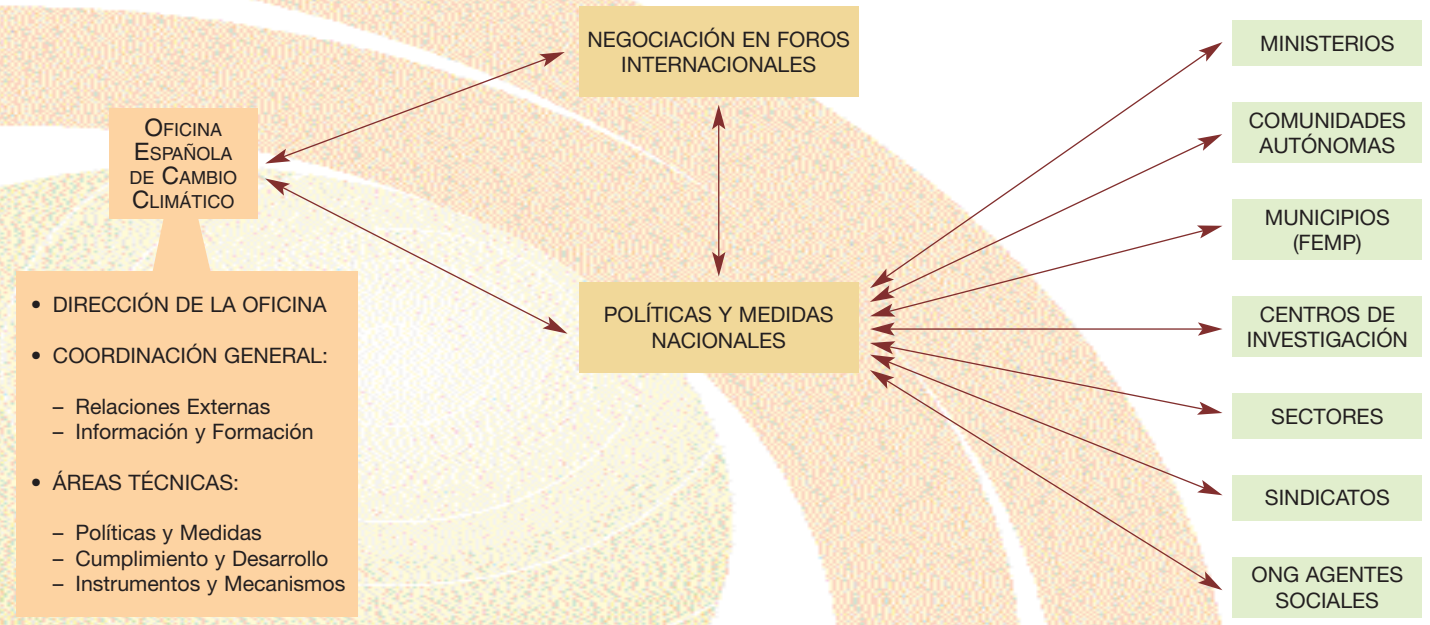 NEGOCIACIÓN EN FOROS
INTERNACIONALES
OFICINA
ESPAÑOLA
DE CAMBIO
CLIMÁTICO
• DIRECCIÓN DE LA OFICINA
• COORDINACIÓN GENERAL:
– Relaciones Externas
– Información y Formación
• ÁREAS TÉCNICAS:
– Políticas y Medidas
– Cumplimiento y Desarrollo
– Instrumentos y Mecanismos
POLÍTICAS Y MEDIDAS
NACIONALES
MINISTERIOS
COMUNIDADES
AUTÓNOMAS
MUNICIPIOS
(FEMP)
CENTROS DE
INVESTIGACIÓN
SECTORES
SINDICATOS
ONG AGENTES
SOCIALES